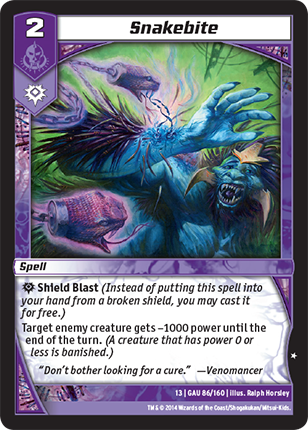 2
Snakebite
Spell
Shield Blast (Instead of putting this spell into
your hand from a broken shield, you may cast it
for free.)
Target enemy creature gets –1000 power until the
end of the turn. (A creature that has power 0 or
less is banished.)
"Don't bother looking for a cure." —Venomancer
13 | GAU 86/160 | illus. Ralph Horsley
TM & © 2014 Wizards of the Coast/Shogakukan/Mitsui-Kids.